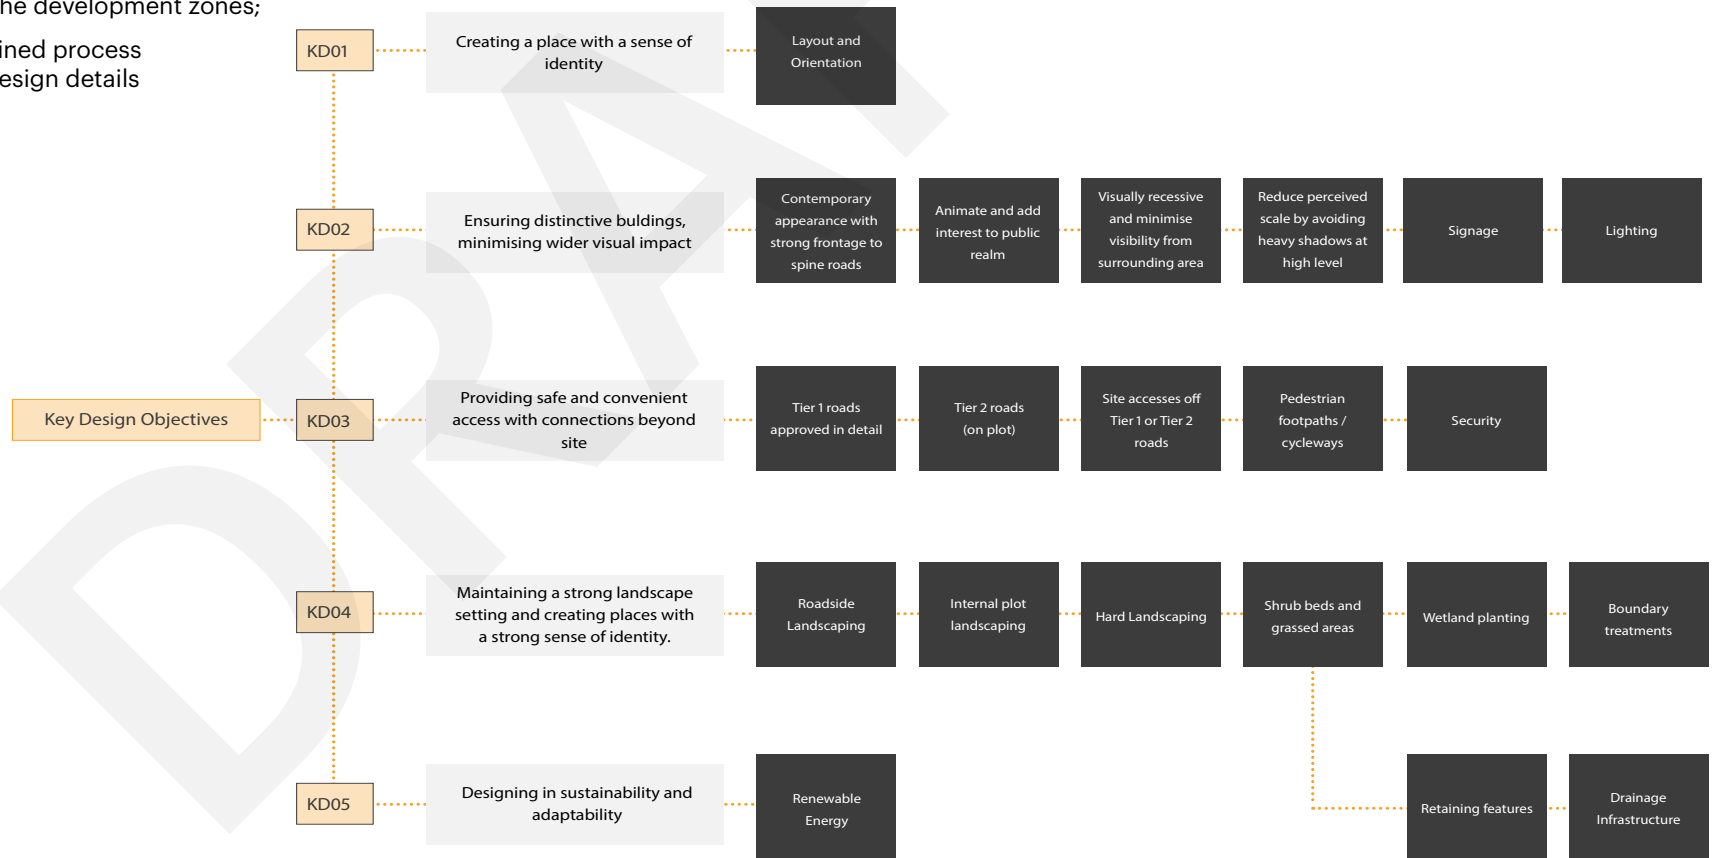 he development zones;
ined process
esign details
KD01
Creating a place with a sense of
identity
Layout and
Orientation
KD02
Ensuring distinctive buldings,
minimising wider visual impact
Contemporary
appearance with
strong frontage to
spine roads
Animate and add
interest to public
realm
Visually recessive
and minimise
visibility from
surrounding area
Reduce perceived
scale by avoiding
heavy shadows at
high level
Signage
Lighting
Key Design Objectives
KD03
Providing safe and convenient
access with connections beyond
site
Tier 1 roads
approved in detail
Tier 2 roads
(on plot)
Site accesses off
Tier 1 or Tier 2
roads
Pedestrian
footpaths /
cycleways
Security
KD04
Maintaining a strong landscape
setting and creating places with
a strong sense of identity.
Roadside
Landscaping
Internal plot
landscaping
Hard Landscaping
Shrub beds and
grassed areas
Wetland planting
Boundary
treatments
KD05
Designing in sustainability and
adaptability
Renewable
Energy
Retaining features
Drainage
Infrastructure